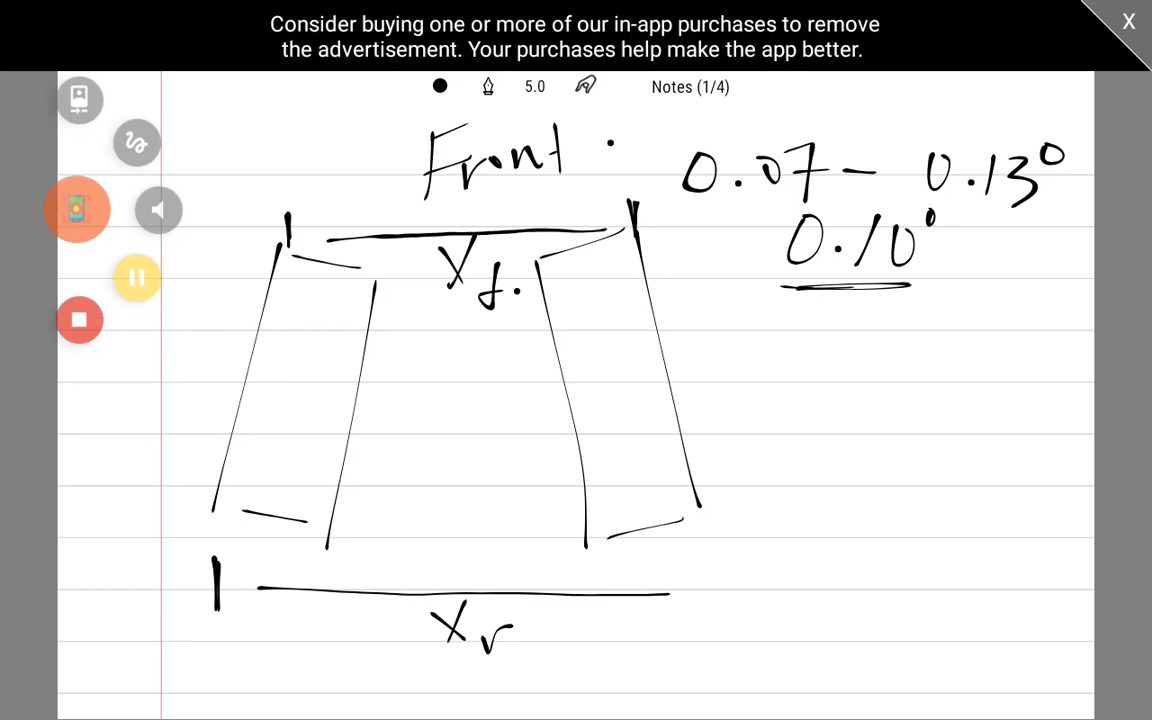 Consider buying one or more of our in-app purchases to remove
the advertisement. Your purchases help make the app better.
X
5.0
Notes (1/4)
Front .
0.07 - 0.13°
0.10°
Xf.
Xr